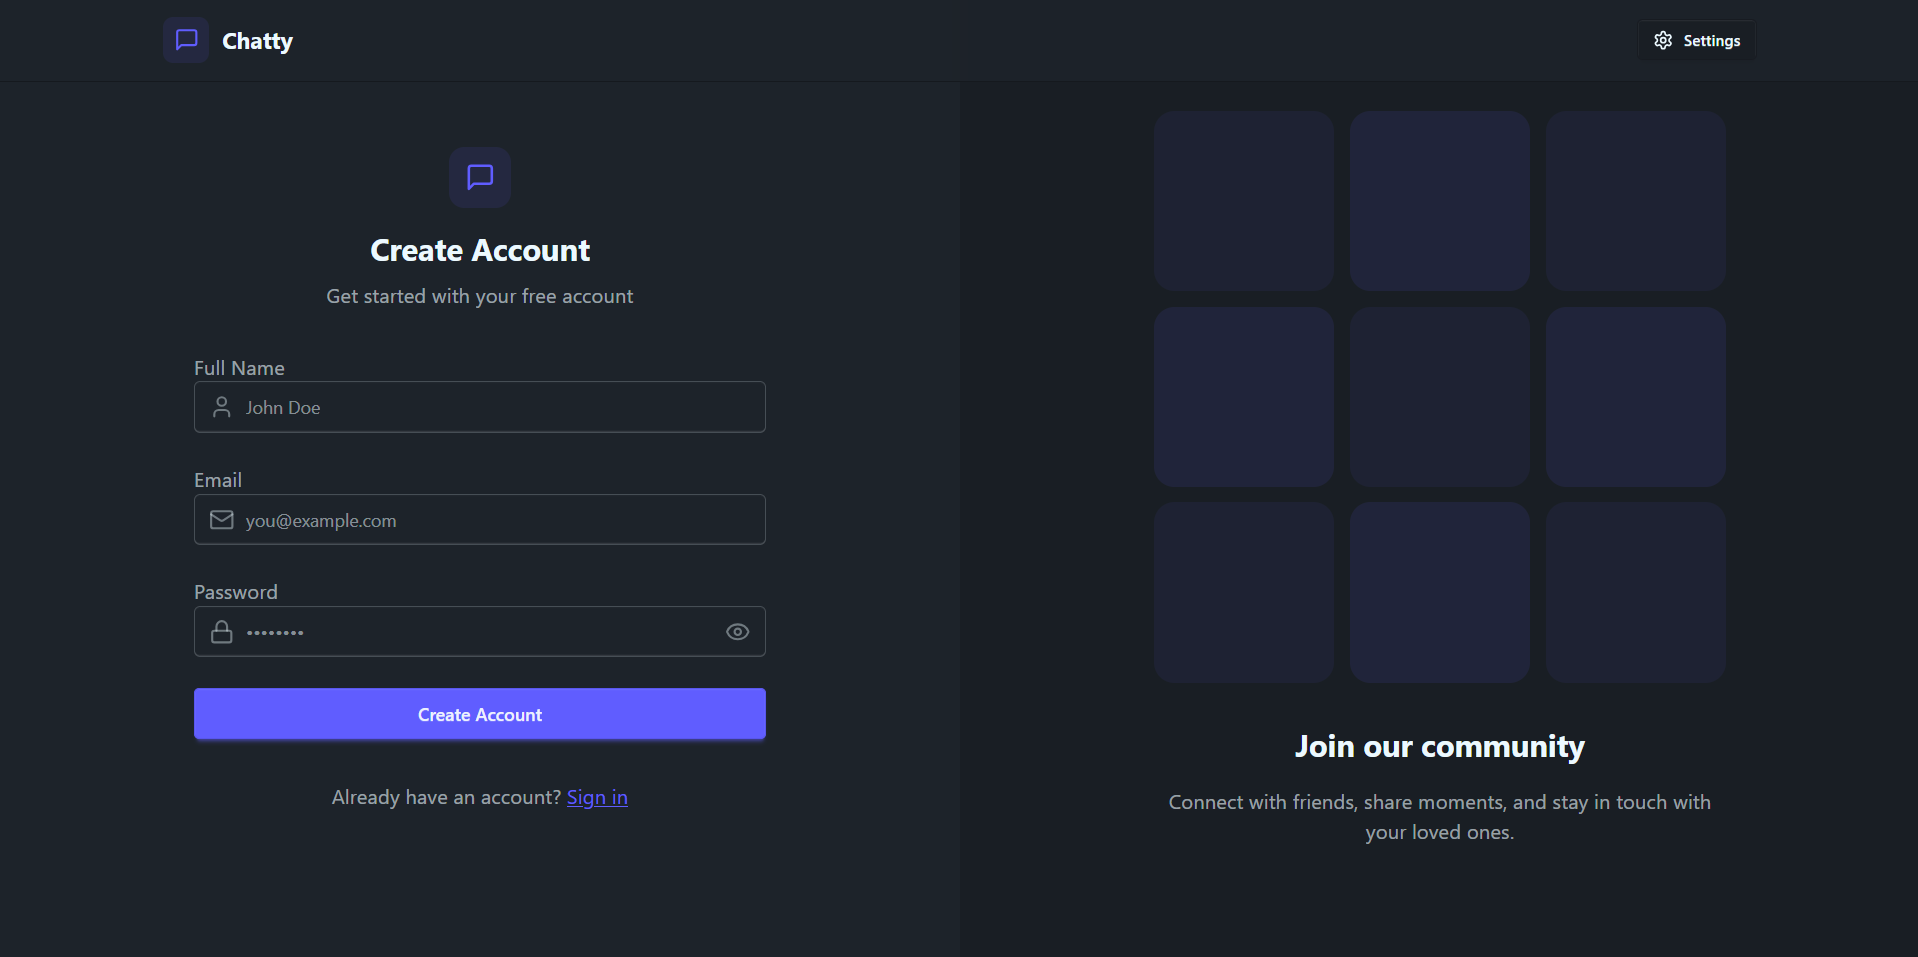 Chatty
Settings
Create Account
Get started with your free account
Full Name
John Doe
Email
you@example.com
Password
••••••••
Create Account
Already have an account? Sign in
Join our community
Connect with friends, share moments, and stay in touch with
your loved ones.